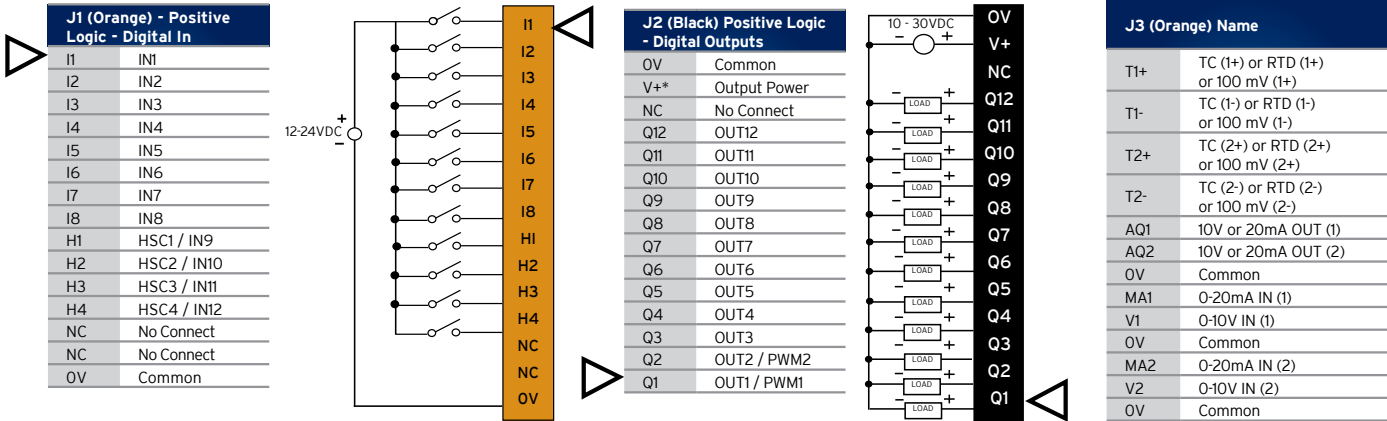 J1 (Orange) - Positive
Logic - Digital In
I1 IN1
I2 IN2
I3 IN3
I4 IN4
I5 IN5
I6 IN6
I7 IN7
I8 IN8
H1 HSC1 / IN9
H2 HSC2 / IN10
H3 HSC3 / IN11
H4 HSC4 / IN12
NC No Connect
NC No Connect
0V Common
12-24VDC
+
−
I1
I2
I3
I4
I5
I6
I7
I8
HI
H2
H3
H4
NC
NC
0V
J2 (Black) Positive Logic
- Digital Outputs
0V Common
V+* Output Power
NC No Connect
Q12 OUT12
Q11 OUT11
Q10 OUT10
Q9 OUT9
Q8 OUT8
Q7 OUT7
Q6 OUT6
Q5 OUT5
Q4 OUT4
Q3 OUT3
Q2 OUT2 / PWM2
Q1 OUT1 / PWM1
10 - 30VDC
− +
− LOAD +
− LOAD +
− LOAD +
− LOAD +
− LOAD +
− LOAD +
− LOAD +
− LOAD +
− LOAD +
− LOAD +
− LOAD +
− LOAD +
0V
V+
NC
Q12
Q11
Q10
Q9
Q8
Q7
Q6
Q5
Q4
Q3
Q2
Q1
J3 (Orange) Name
T1+ TC (1+) or RTD (1+)
or 100 mV (1+)
T1- TC (1-) or RTD (1-)
or 100 mV (1-)
T2+ TC (2+) or RTD (2+)
or 100 mV (2+)
T2- TC (2-) or RTD (2-)
or 100 mV (2-)
AQ1 10V or 20mA OUT (1)
AQ2 10V or 20mA OUT (2)
0V Common
MA1 0-20mA IN (1)
V1 0-10V IN (1)
0V Common
MA2 0-20mA IN (2)
V2 0-10V IN (2)
0V Common